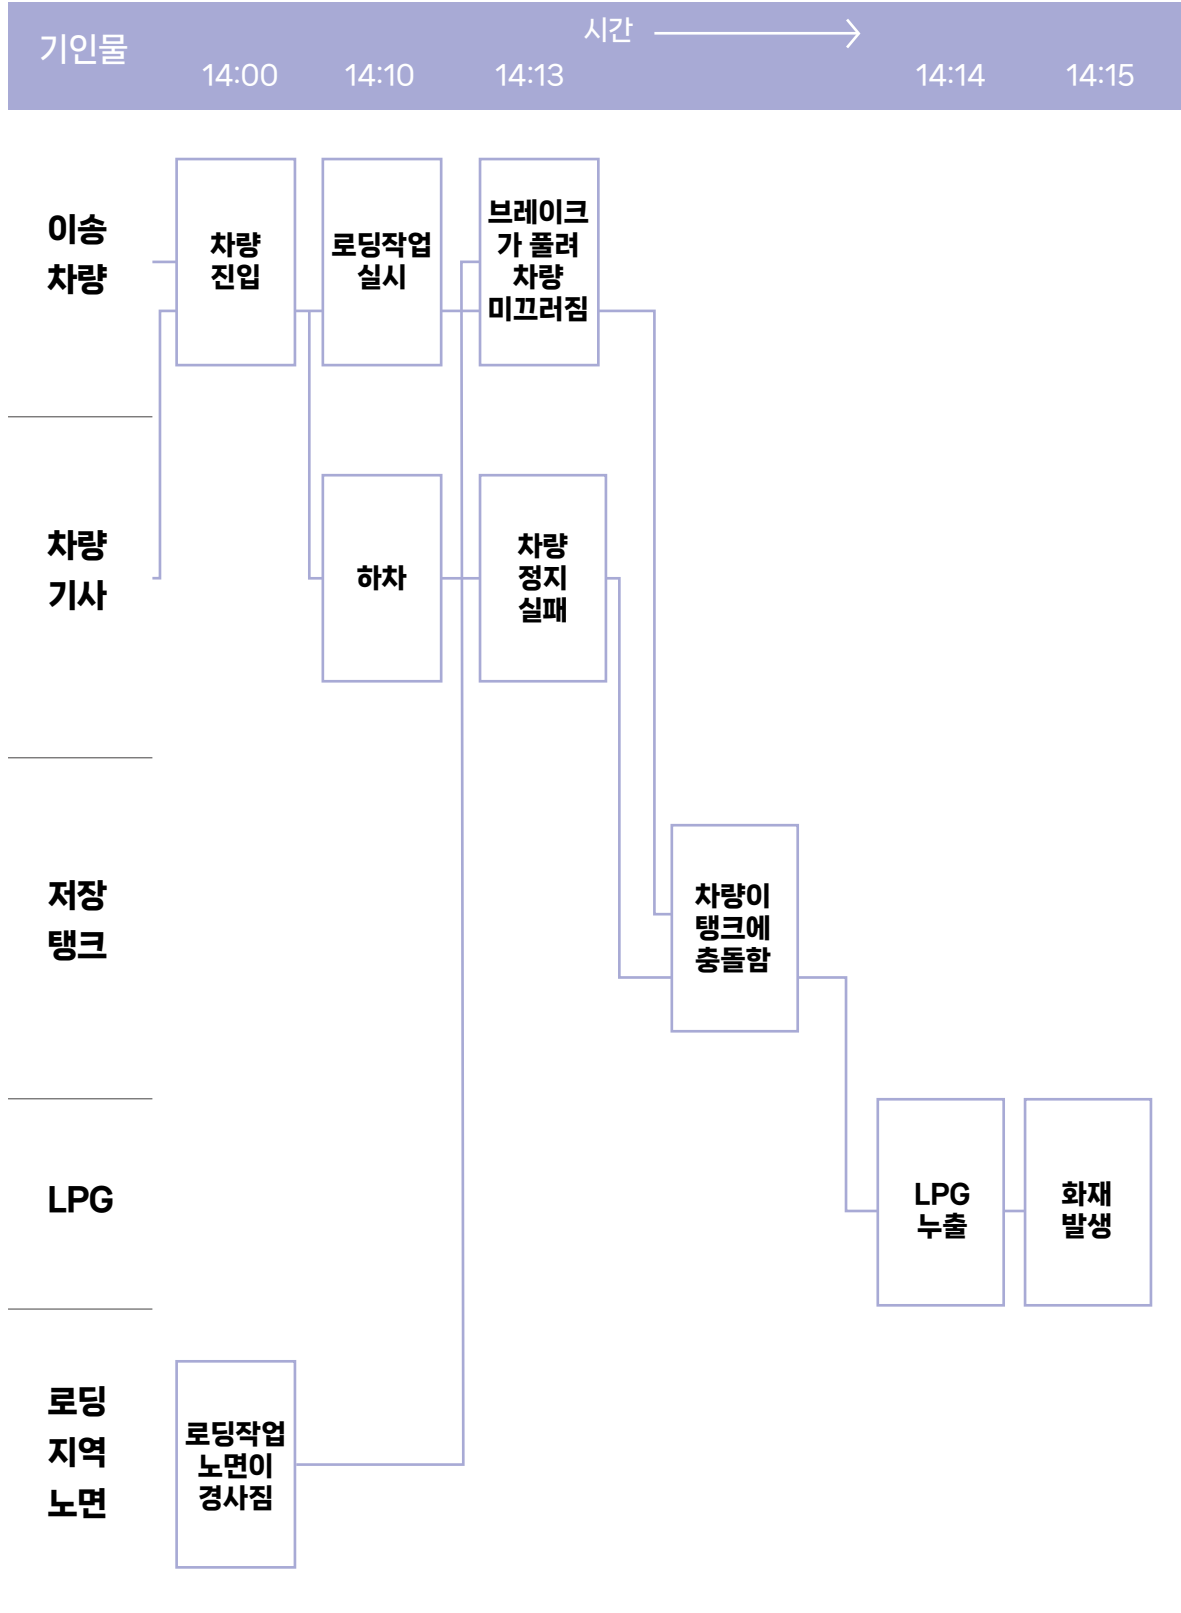 기인물
시간
14:00
14:10
14:13
14:14
14:15
이송
차량
차량
진입
로딩작업
실시
브레이크
가 풀려
차량
미끄러짐
차량
기사
하차
차량
정지
실패
저장
탱크
차량이
탱크에
충돌함
LPG
LPG
누출
화재
발생
로딩
지역
노면
로딩작업
노면이
경사짐